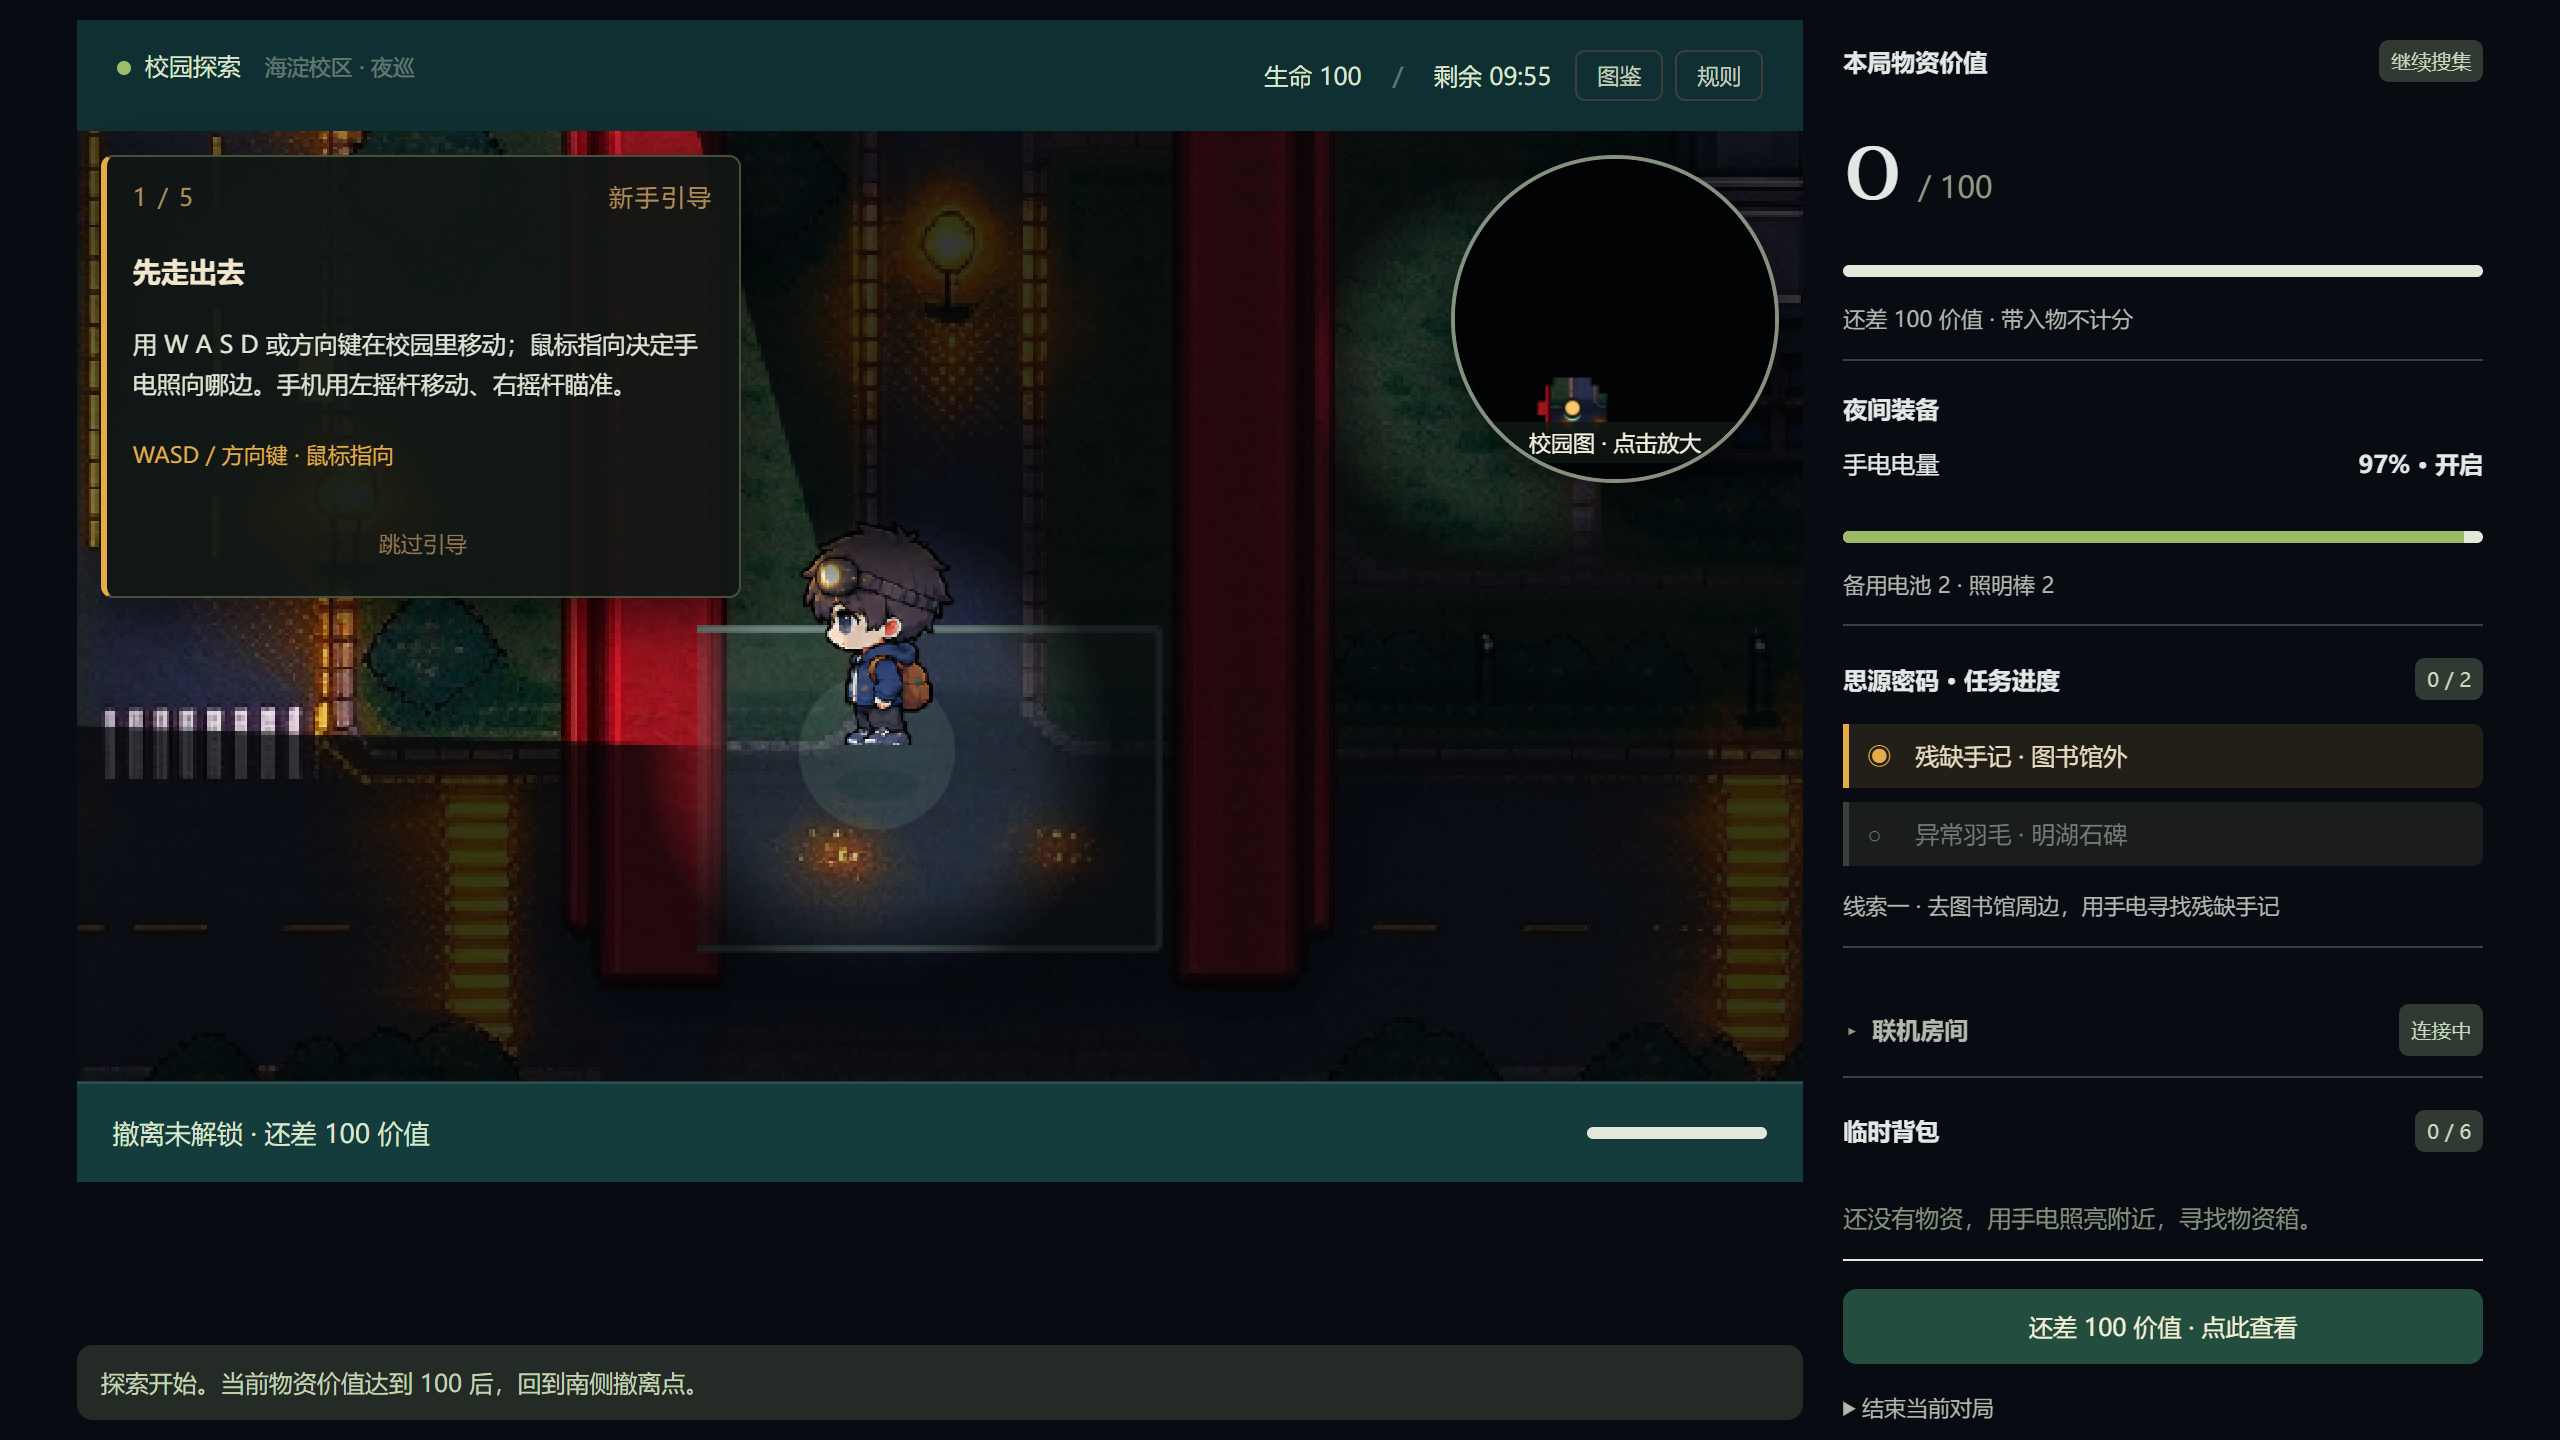 校园探索 海淀校区 · 夜巡
生命 100 / 剩余 09:55 图鉴 规则
1 / 5 新手引导
先走出去
用 W A S D 或方向键在校园里移动；鼠标指向决定手
电照向哪边。手机用左摇杆移动、右摇杆瞄准。
WASD / 方向键 · 鼠标指向
跳过引导
校园图 · 点击放大
撤离未解锁 · 还差 100 价值
探索开始。当前物资价值达到 100 后，回到南侧撤离点。
本局物资价值 继续搜集
0 / 100
还差 100 价值 · 带入物不计分
夜间装备
手电电量 97% • 开启
备用电池 2 · 照明棒 2
思源密码 • 任务进度 0 / 2
◉ 残缺手记 · 图书馆外
○ 异常羽毛 · 明湖石碑
线索一 · 去图书馆周边，用手电寻找残缺手记
▸ 联机房间 连接中
临时背包 0 / 6
还没有物资，用手电照亮附近，寻找物资箱。
还差 100 价值 · 点此查看
▶ 结束当前对局